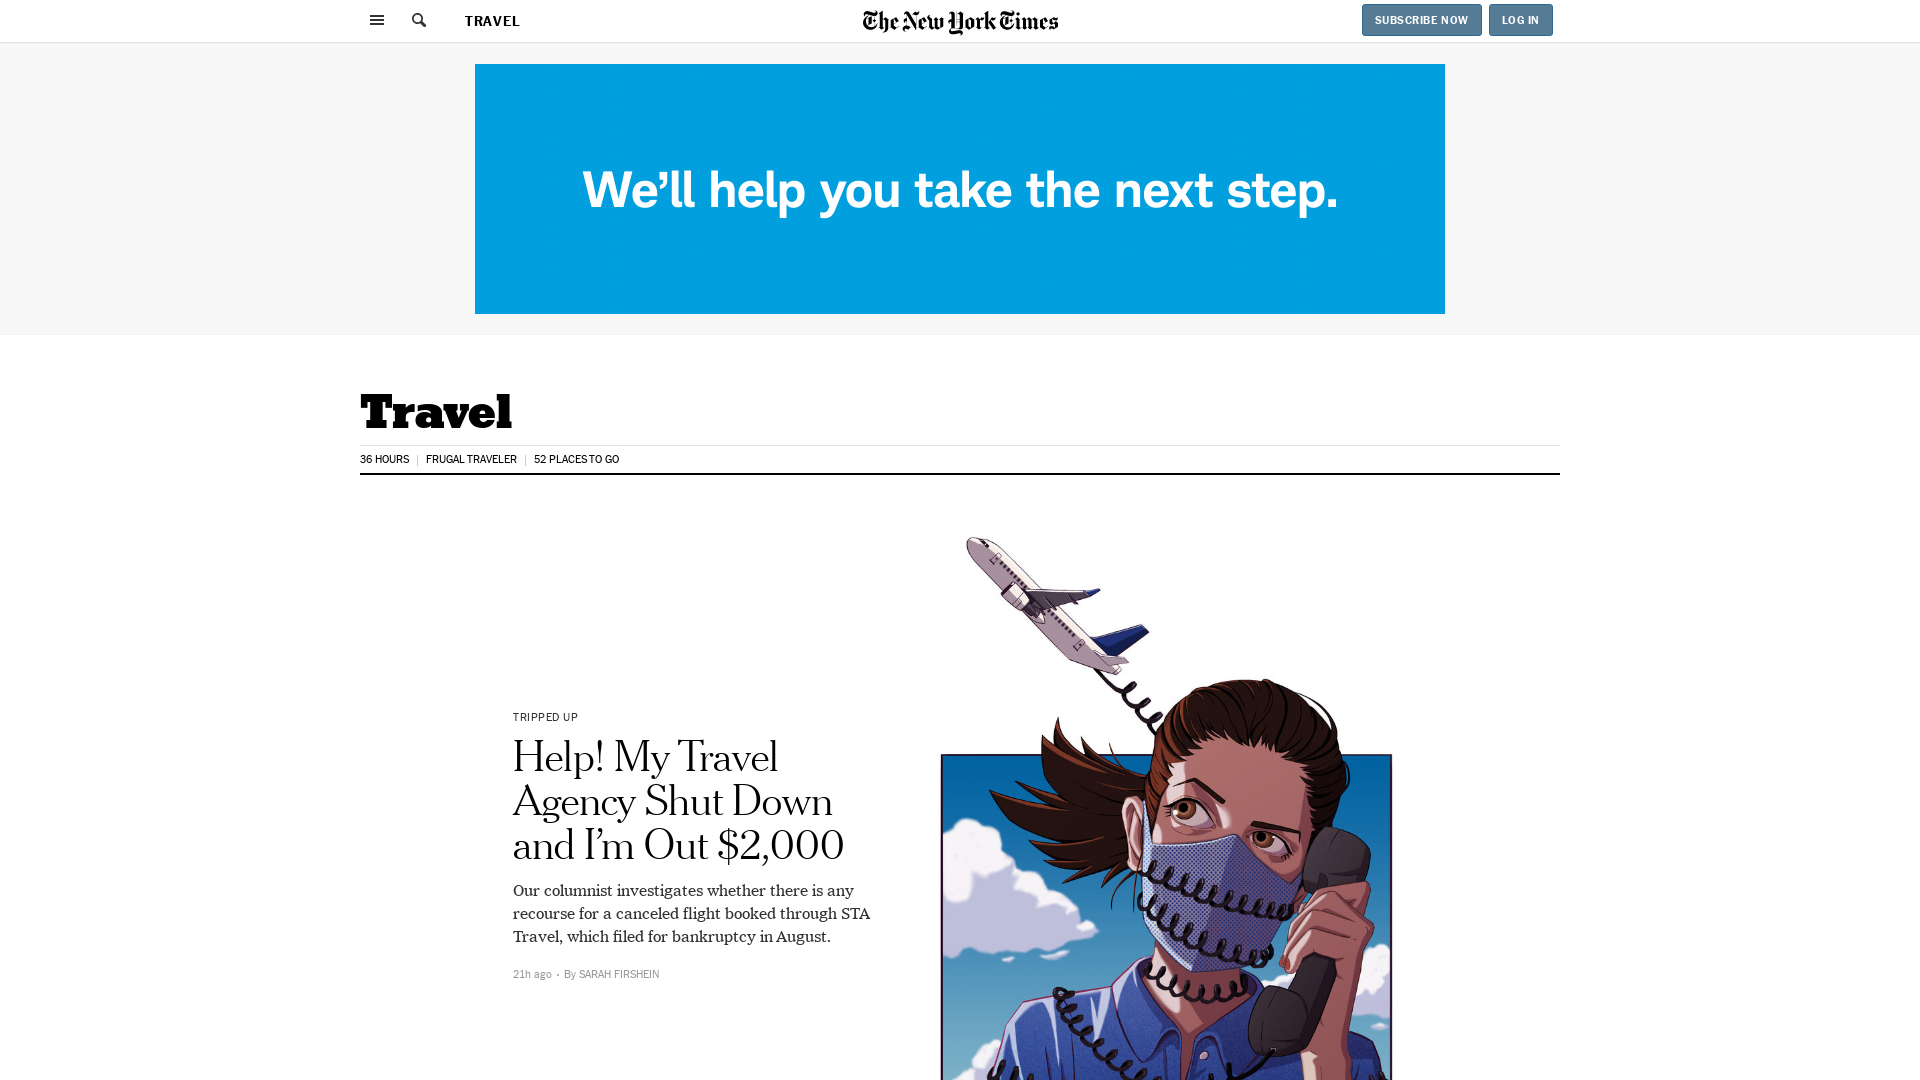 TRAVEL
The New York Times
SUBSCRIBE NOW
LOG IN
We'll help you take the next step.
Travel
36 HOURS
FRUGAL TRAVELER
52 PLACES TO GO
TRIPPED UP
Help! My Travel
Agency Shut Down
and I'm Out $2,000
Our columnist investigates whether there is any
recourse for a canceled flight booked through STA
Travel, which filed for bankruptcy in August.
21h ago · By SARAH FIRSHEIN